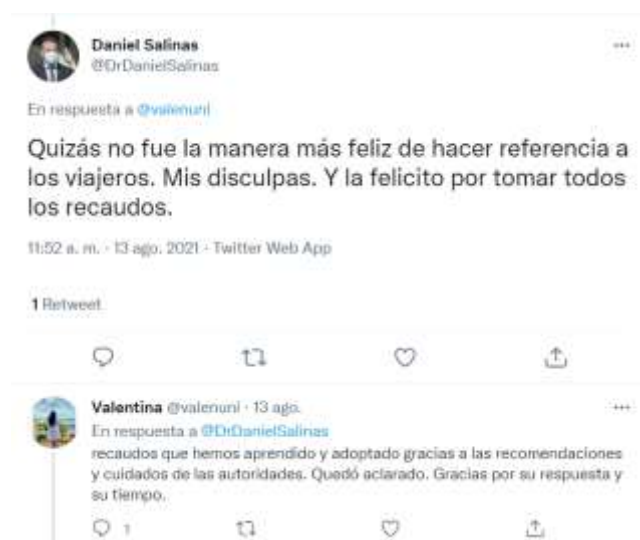 Daniel Salinas
@DrDanielSalinas
En respuesta a @valenuni
Quizás no fue la manera más feliz de hacer referencia a
los viajeros. Mis disculpas. Y la felicito por tomar todos
los recaudos.
11:52 a. m. · 13 ago. 2021 · Twitter Web App
1 Retweet
Valentina @valenuni · 13 ago.
En respuesta a @DrDanielSalinas
recaudos que hemos aprendido y adoptado gracias a las recomendaciones
y cuidados de las autoridades. Quedó aclarado. Gracias por su respuesta y
su tiempo.
1